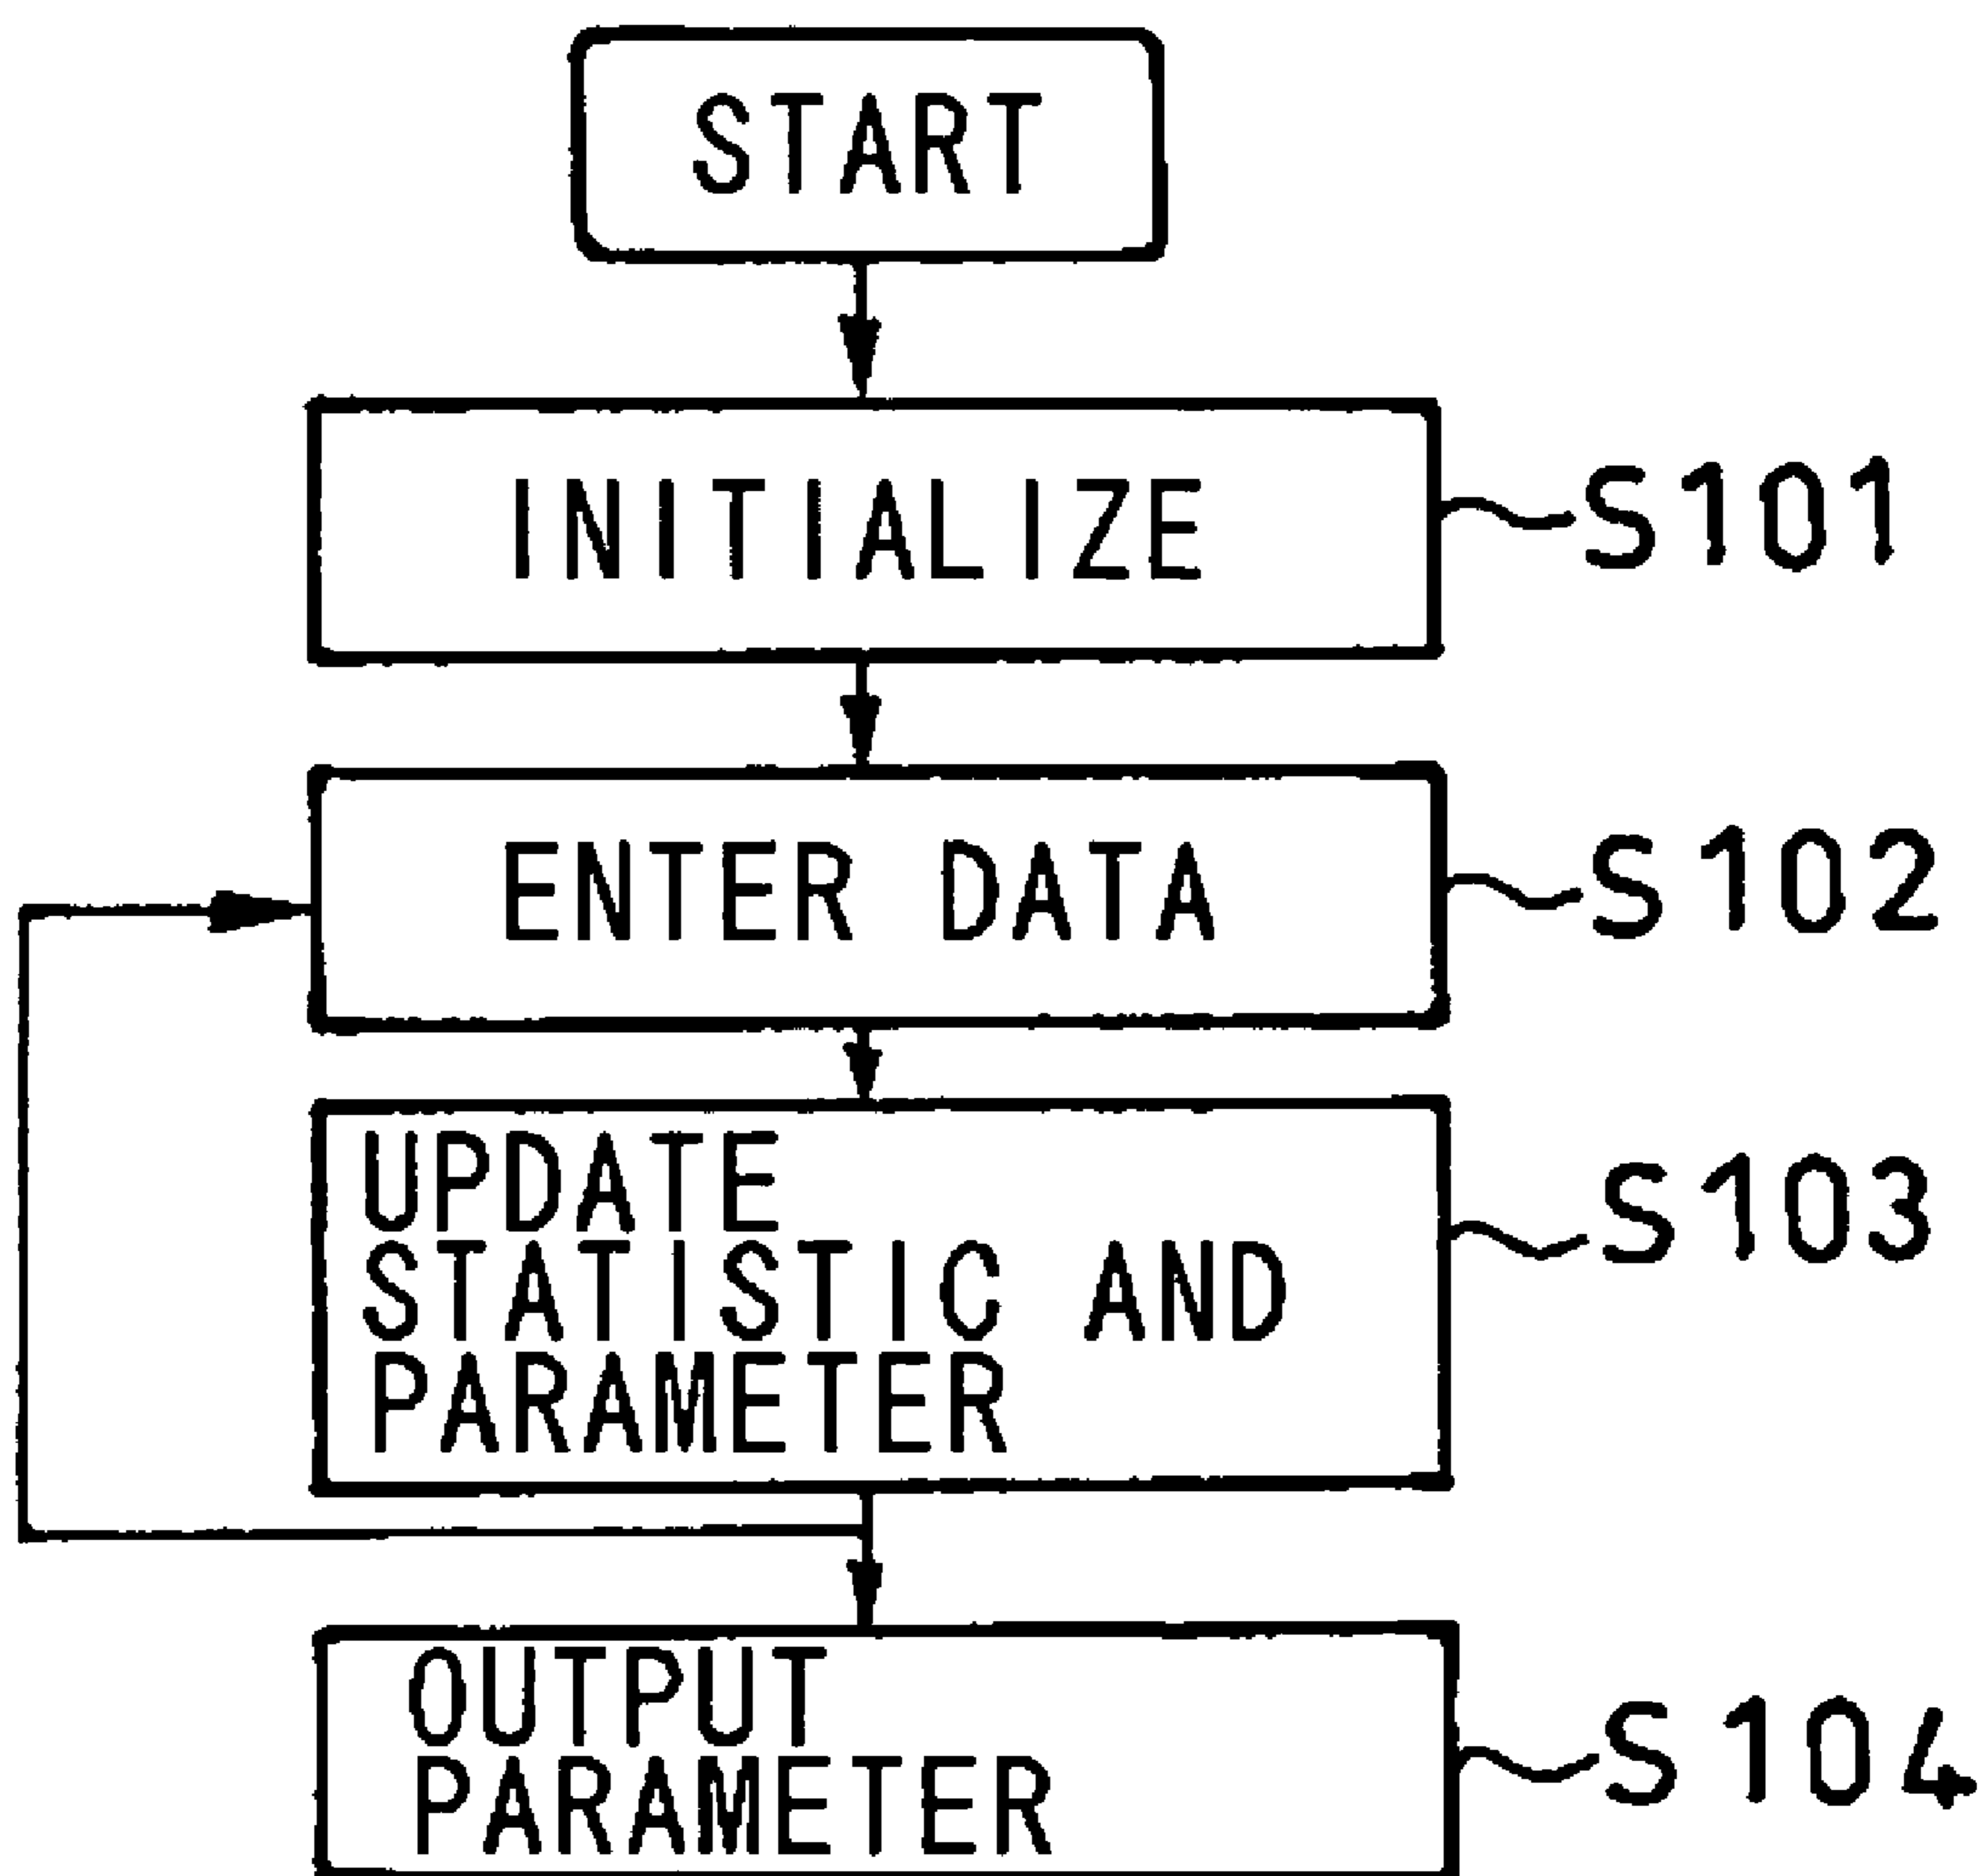 START
INITIALIZE
S101
ENTER DATA
S102
UPDATE
STATISTIC AND
PARAMETER
S103
OUTPUT
PARAMETER
S104